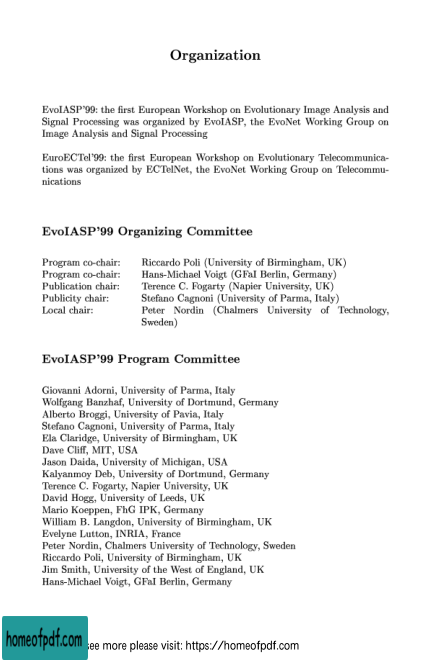 Organization
EvoIASP'99: the first European Workshop on Evolutionary Image Analysis and
Signal Processing was organized by EvoIASP, the EvoNet Working Group on
Image Analysis and Signal Processing
EuroECTel'99: the first European Workshop on Evolutionary Telecommunica-
tions was organized by ECTelNet, the EvoNet Working Group on Telecommu-
nications
EvoIASP'99 Organizing Committee
Program co-chair: Riccardo Poli (University of Birmingham, UK)
Program co-chair: Hans-Michael Voigt (GFaI Berlin, Germany)
Publication chair: Terence C. Fogarty (Napier University, UK)
Publicity chair: Stefano Cagnoni (University of Parma, Italy)
Local chair: Peter Nordin (Chalmers University of Technology,
Sweden)
EvoIASP'99 Program Committee
Giovanni Adorni, University of Parma, Italy
Wolfgang Banzhaf, University of Dortmund, Germany
Alberto Broggi, University of Pavia, Italy
Stefano Cagnoni, University of Parma, Italy
Ela Claridge, University of Birmingham, UK
Dave Cliff, MIT, USA
Jason Daida, University of Michigan, USA
Kalyanmoy Deb, University of Dortmund, Germany
Terence C. Fogarty, Napier University, UK
David Hogg, University of Leeds, UK
Mario Koeppen, FhG IPK, Germany
William B. Langdon, University of Birmingham, UK
Evelyne Lutton, INRIA, France
Peter Nordin, Chalmers University of Technology, Sweden
Riccardo Poli, University of Birmingham, UK
Jim Smith, University of the West of England, UK
Hans-Michael Voigt, GFaI Berlin, Germany
homeofpdf.com see more please visit: https://homeofpdf.com